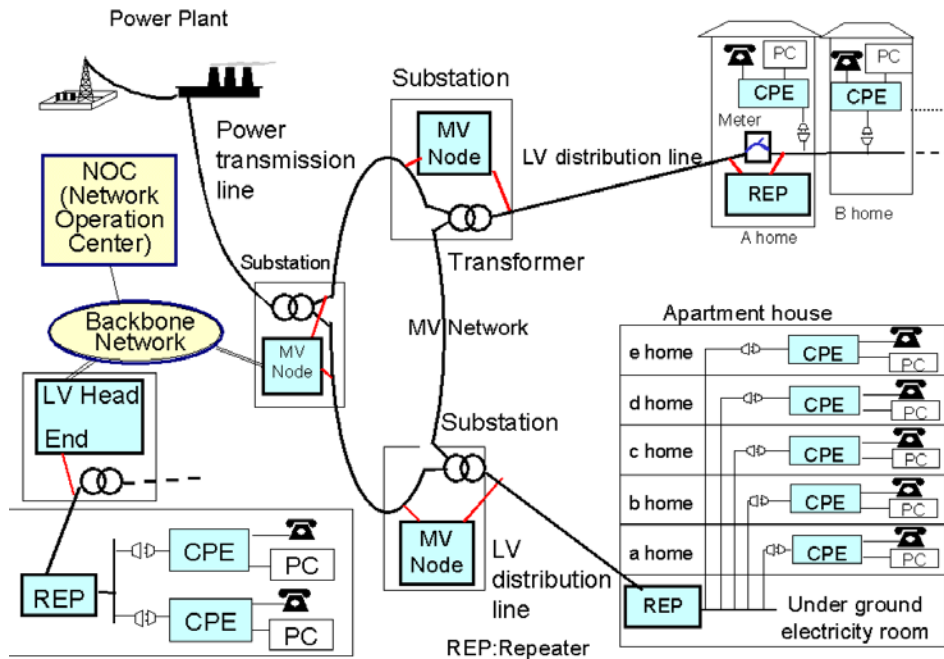 Power Plant
Substation
Power
transmission
line
MV
Node
LV distribution line
Transformer
PC
CPE
Meter
REP
A home
PC
CPE
B home
NOC
(Network
Operation
Center)
Substation
MV
Node
MV Network
Backbone
Network
LV Head
End
Substation
MV
Node
LV
distribution
line
REP
CPE
PC
CPE
PC
Apartment house
e home
CPE
PC
d home
CPE
PC
c home
CPE
PC
b home
CPE
PC
a home
CPE
PC
REP
Under ground
electricity room
REP:Repeater